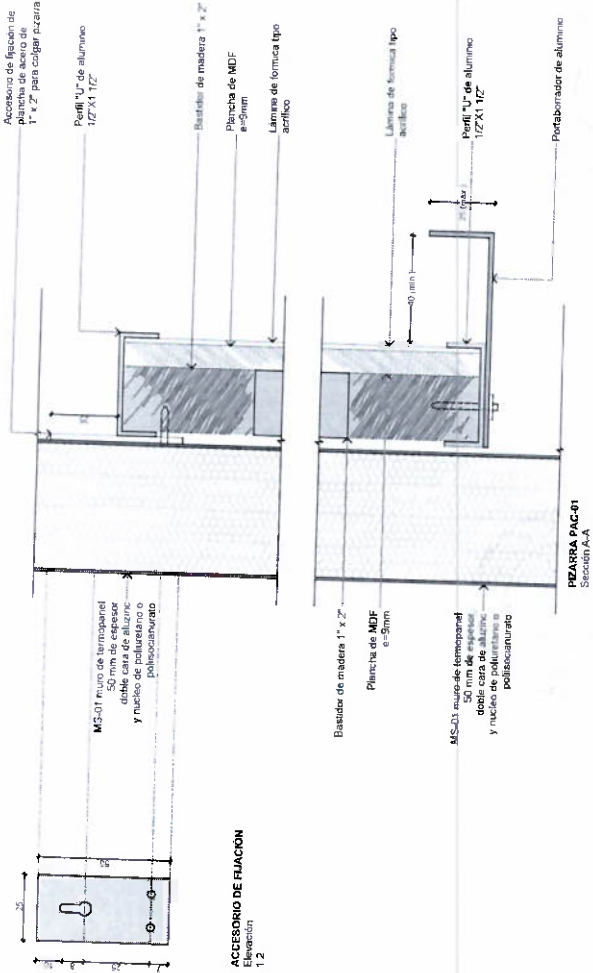 Accesorio de fijación de
plancha de acero de
1" x 2" para colgar pizarra
Perfil "U" de aluminio
1/2"X1 1/2"
Bastidor de madera 1" x 2"
Plancha de MDF
e=9mm
Lámina de formica tipo
acrílico
Lámina de formica tipo
acrílico
Perfil "U" de aluminio
1/2"X1 1/2"
Portaborrador de aluminio
25 (máx.)
40 (min.)
MS-01 muro de termopanel
50 mm de espesor
doble cara de aluzinc
y nucleo de poliuretano o
poliisocianurato
Bastidor de madera 1" x 2"
Plancha de MDF
e=9mm
MS-01 muro de termopanel
50 mm de espesor
doble cara de aluzinc
y nucleo de poliuretano o
poliisocianurato
PIZARRA PAC-01
Sección A-A
25
ACCESORIO DE FIJACIÓN
Elevación
1 2